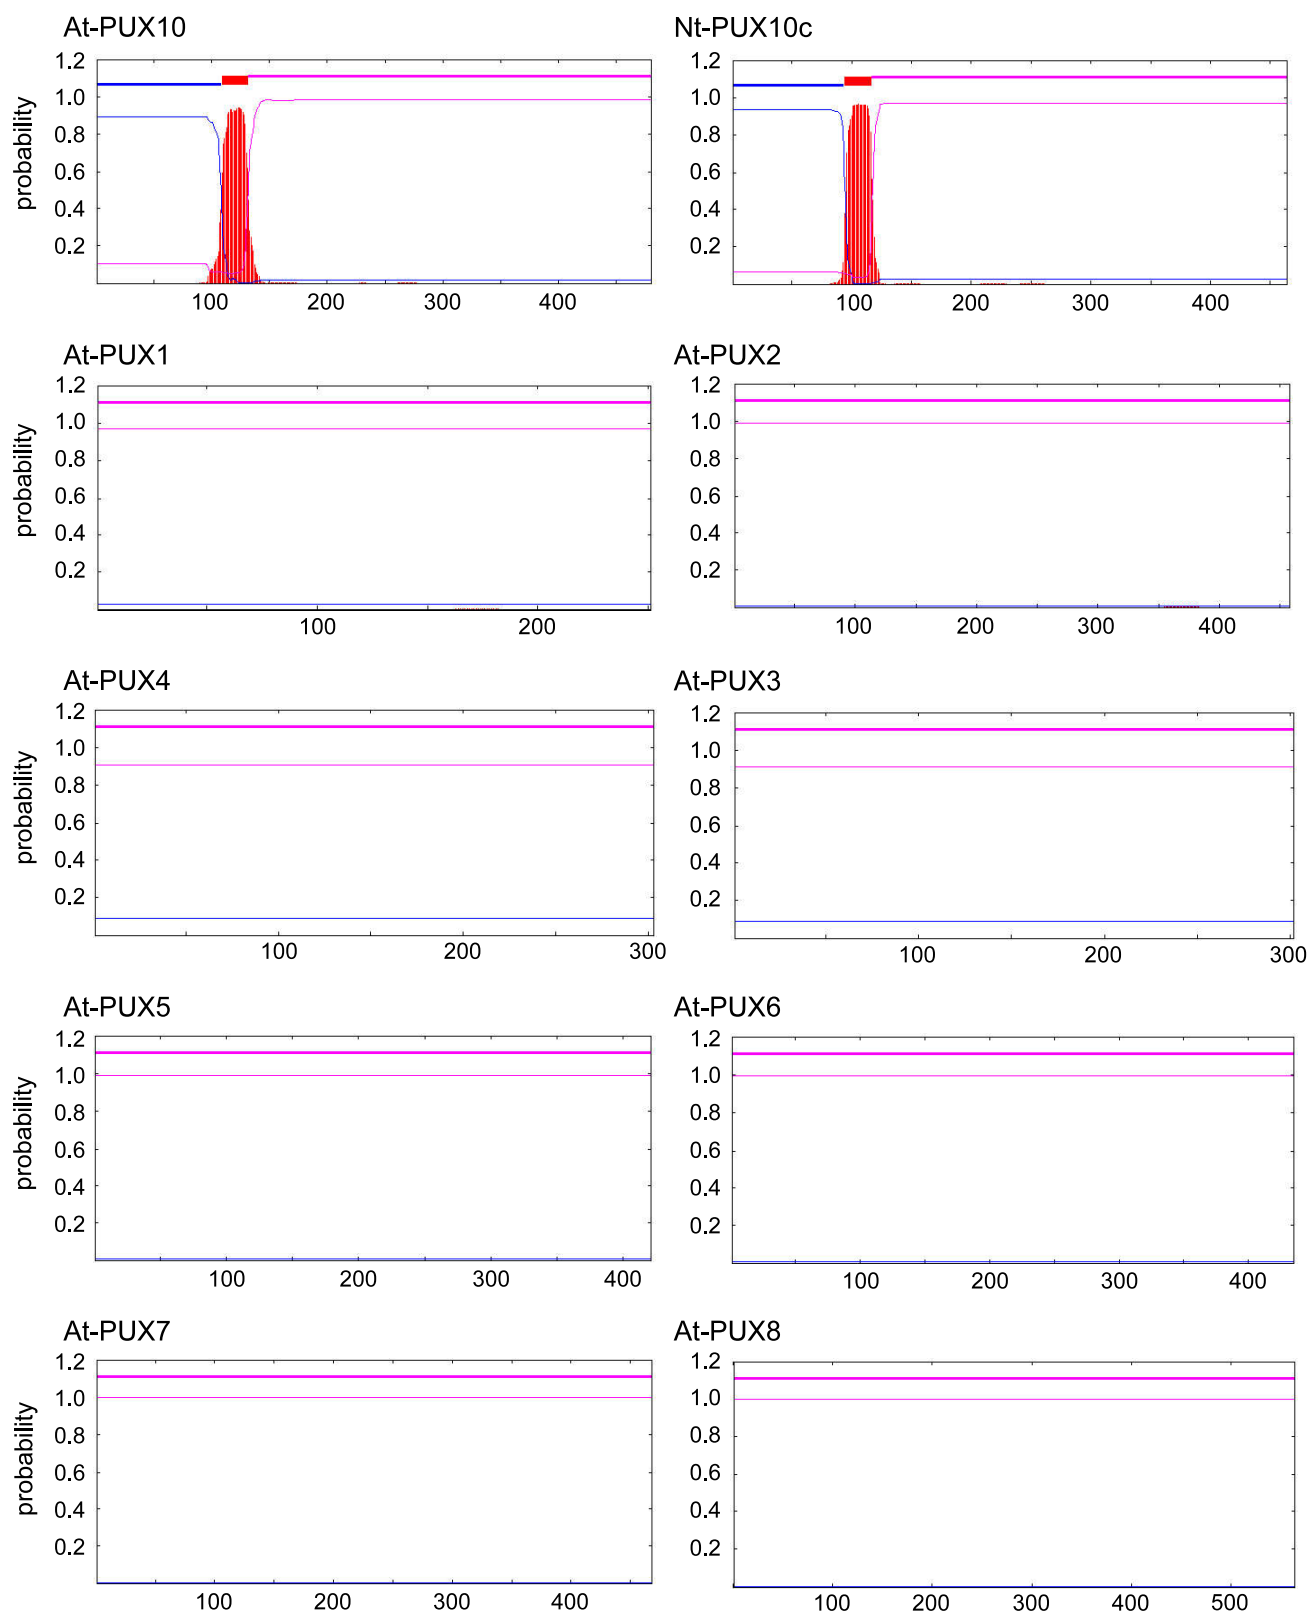 At-PUX10 Nt-PUX10c
probability
1.2 1.2
1.0 1.0
0.8 0.8
0.6 0.6
0.4 0.4
0.2 0.2
100 200 300 400 100 200 300 400
At-PUX1 At-PUX2
probability
1.2 1.2
1.0 1.0
0.8 0.8
0.6 0.6
0.4 0.4
0.2 0.2
100 200 100 200 300 400
At-PUX4 At-PUX3
probability
1.2 1.2
1.0 1.0
0.8 0.8
0.6 0.6
0.4 0.4
0.2 0.2
100 200 300 100 200 300
At-PUX5 At-PUX6
probability
1.2 1.2
1.0 1.0
0.8 0.8
0.6 0.6
0.4 0.4
0.2 0.2
100 200 300 400 100 200 300 400
At-PUX7 At-PUX8
probability
1.2 1.2
1.0 1.0
0.8 0.8
0.6 0.6
0.4 0.4
0.2 0.2
100 200 300 400 100 200 300 400 500